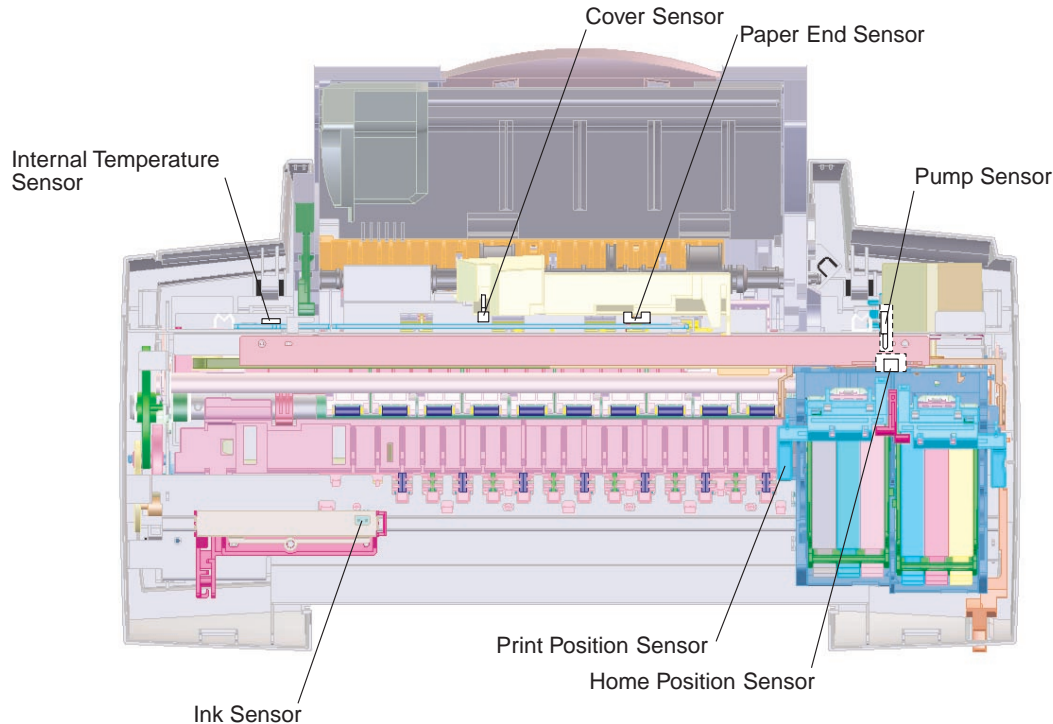 Cover Sensor
Paper End Sensor
Internal Temperature
Sensor
Pump Sensor
Print Position Sensor
Home Position Sensor
Ink Sensor